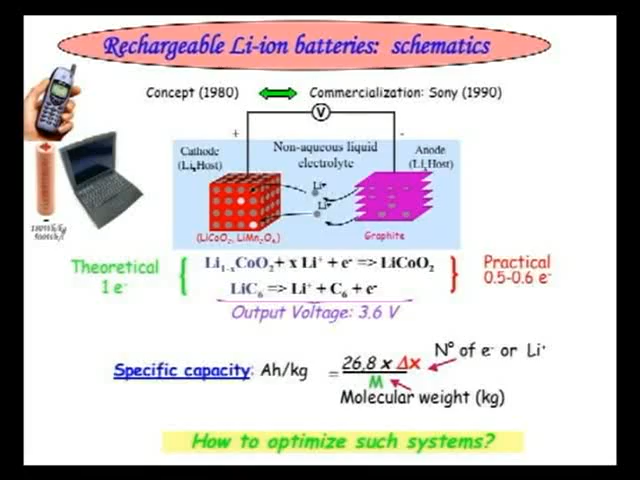 Rechargeable Li-ion batteries: schematics
Concept (1980) Commercialization: Sony (1990)
V
+ -
Cathode
(LixHost)
Non-aqueous liquid
electrolyte
Anode
(LixHost)
Li+
Li+
(LiCoO2, LiMn2O4)
Graphite
Theoretical
1 e-
Li1-xCoO2+ x Li+ + e- => LiCoO2
LiC6 => Li+ + C6 + e-
Practical
0.5-0.6 e-
Output Voltage: 3.6 V
N° of e- or Li+
Specific capacity: Ah/kg = 26,8 x Δx
M
Molecular weight (kg)
How to optimize such systems?